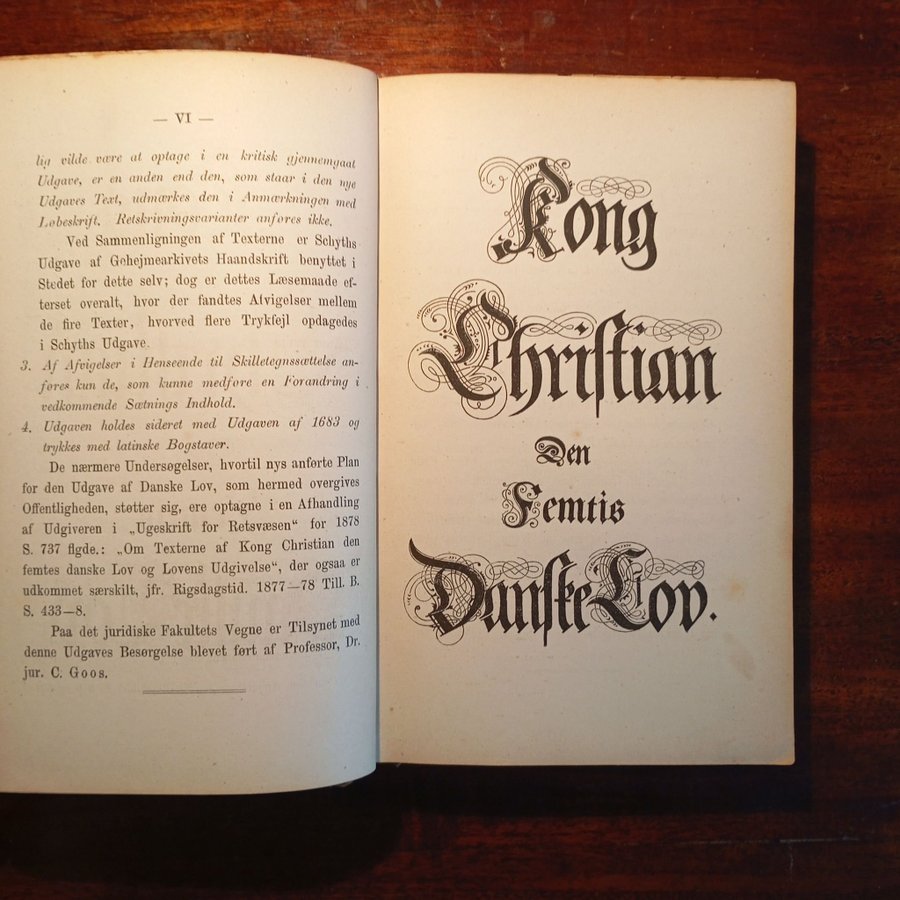 — VI —
lig vilde være at optage i en kritisk gjennemgaat
Udgave, er en anden end den, som staar i den nye
Udgaves Text, udmærkes den i Anmærkningen med
Løbeskrift. Retskrivningsvarianter anføres ikke.
Ved Sammenligningen af Texterne er Schyths
Udgave af Gehejmearkivets Haandskrift benyttet i
Stedet for dette selv; dog er dettes Læsemaade ef-
terset overalt, hvor der fandtes Afvigelser mellem
de fire Texter, hvorved flere Trykfejl opdagedes
i Schyths Udgave.
3. Af Afvigelser i Henseende til Skilletegnssættelse an-
føres kun de, som kunne medføre en Forandring i
vedkommende Sætnings Indhold.
4. Udgaven holdes sideret med Udgaven af 1683 og
trykkes med latinske Bogstaver.
De nærmere Undersøgelser, hvortil nys anførte Plan
for den Udgave af Danske Lov, som hermed overgives
Offentligheden, støtter sig, ere optagne i en Afhandling
af Udgiveren i „Ugeskrift for Retsvæsen“ for 1878
S. 737 flgde.: „Om Texterne af Kong Christian den
femtes danske Lov og Lovens Udgivelse“, der ogsaa er
udkommet særskilt, jfr. Rigsdagstid. 1877—78 Till. B.
S. 433—8.
Paa det juridiske Fakultets Vegne er Tilsynet med
denne Udgaves Besørgelse blevet ført af Professor, Dr.
jur. C. Goos.
Kong
Chriſtian
Den
Femtis
Danſke Lov.